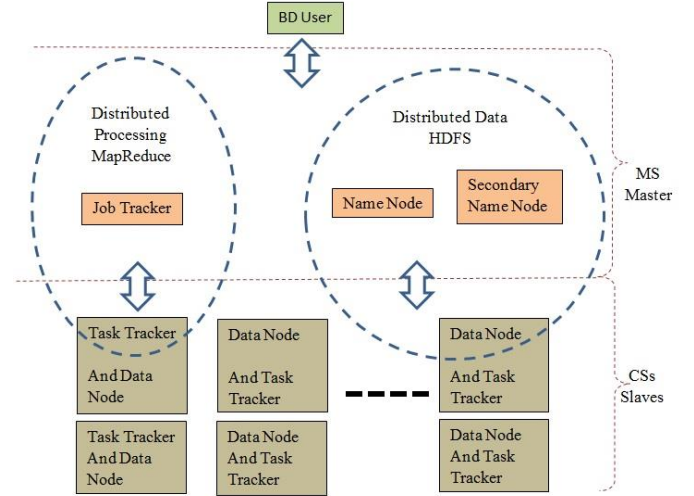 BD User
Distributed
Processing
MapReduce
Distributed Data
HDFS
Job Tracker
Name Node
Secondary
Name Node
MS
Master
Task Tracker
And Data
Node
Data Node
And Task
Tracker
Data Node
And Task
Tracker
CSs
Slaves
Task Tracker
And Data
Node
Data Node
And Task
Tracker
Data Node
And Task
Tracker